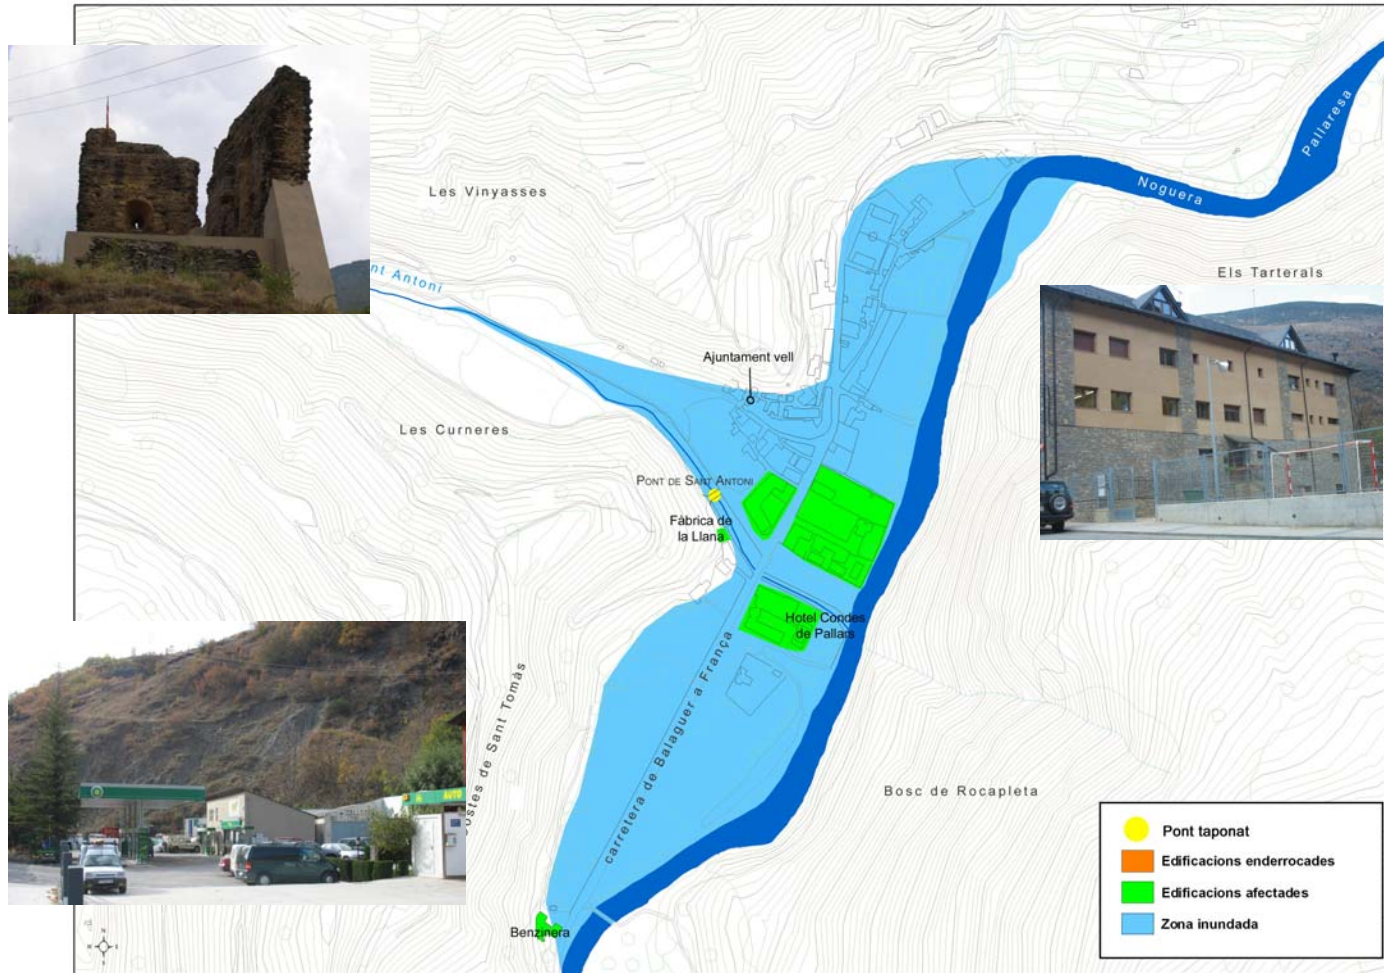 Pallaresa
Noguera
Les Vinyasses
Els Tarterals
nt Antoni
Ajuntament vell
Les Curneres
PONT DE SANT ANTONI
Fàbrica de
la Llana
Hotel Condes
de Pallars
carretera de Balaguer a França
ostes de Sant Tomàs
Bosc de Rocapleta
AUTO
Benzinera
Pont taponat
Edificacions enderrocades
Edificacions afectades
Zona inundada
N